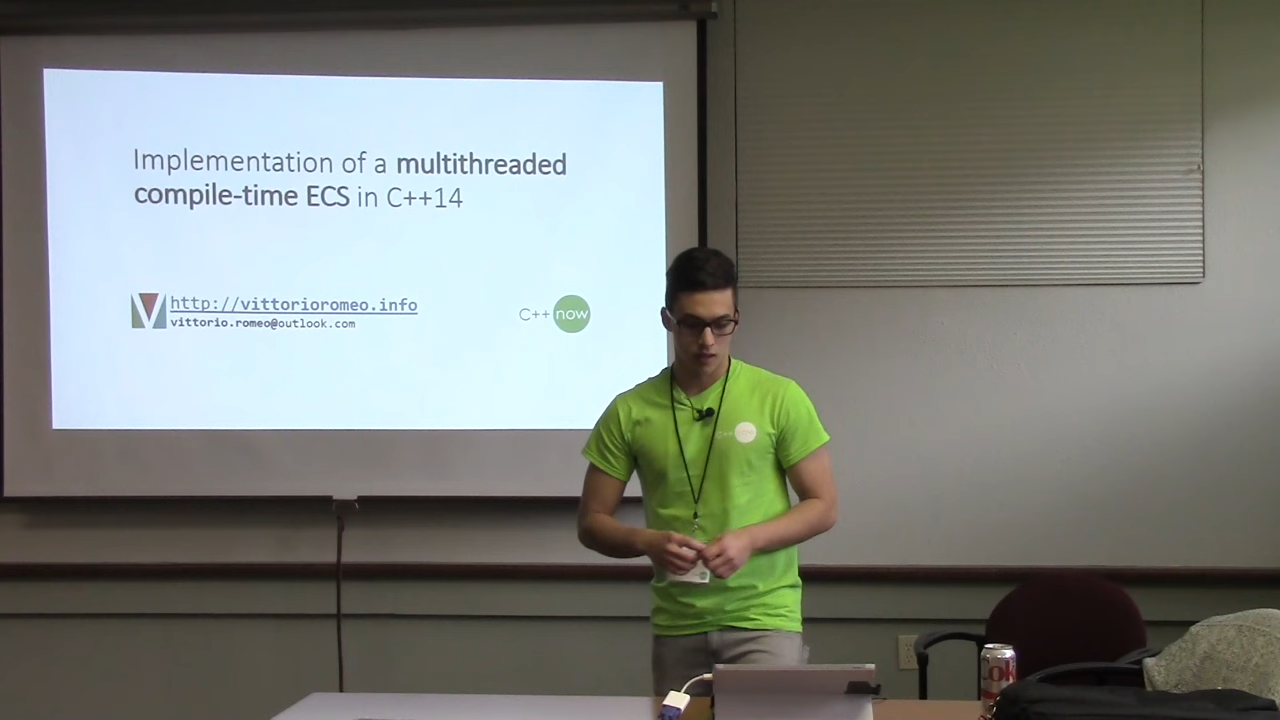 Implementation of a multithreaded
compile-time ECS in C++14
http://vittorioromeo.info
vittorio.romeo@outlook.com
C++ now
C++